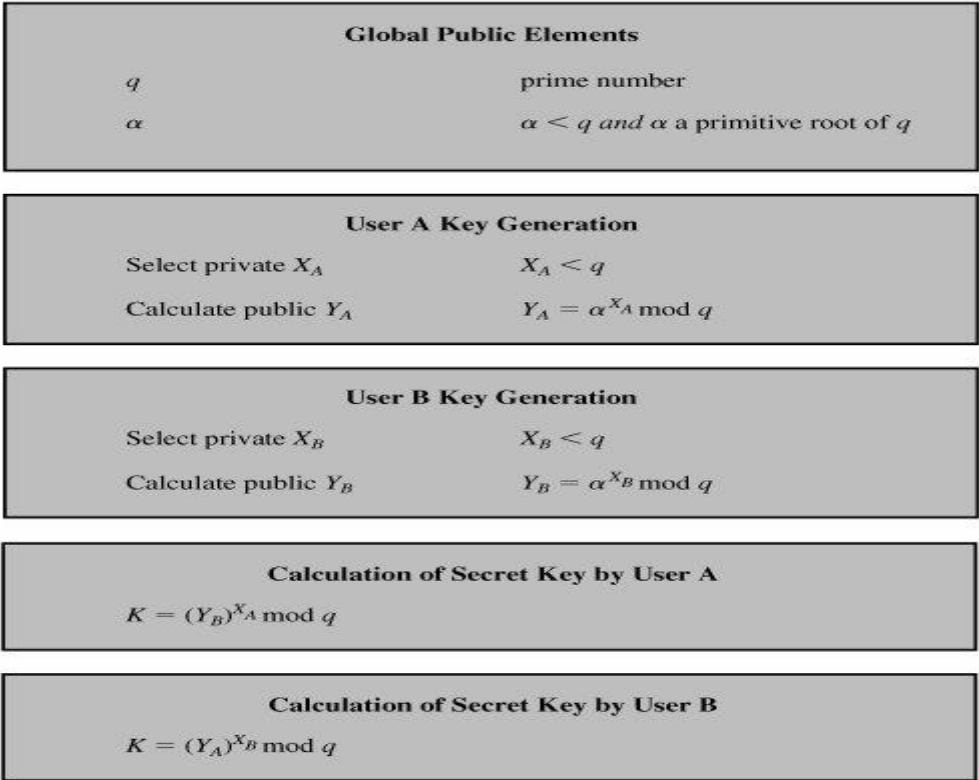 Global Public Elements
q prime number
α α < q and α a primitive root of q
User A Key Generation
Select private X_A X_A < q
Calculate public Y_A Y_A = α^{X_A} mod q
User B Key Generation
Select private X_B X_B < q
Calculate public Y_B Y_B = α^{X_B} mod q
Calculation of Secret Key by User A
K = (Y_B)^{X_A} mod q
Calculation of Secret Key by User B
K = (Y_A)^{X_B} mod q